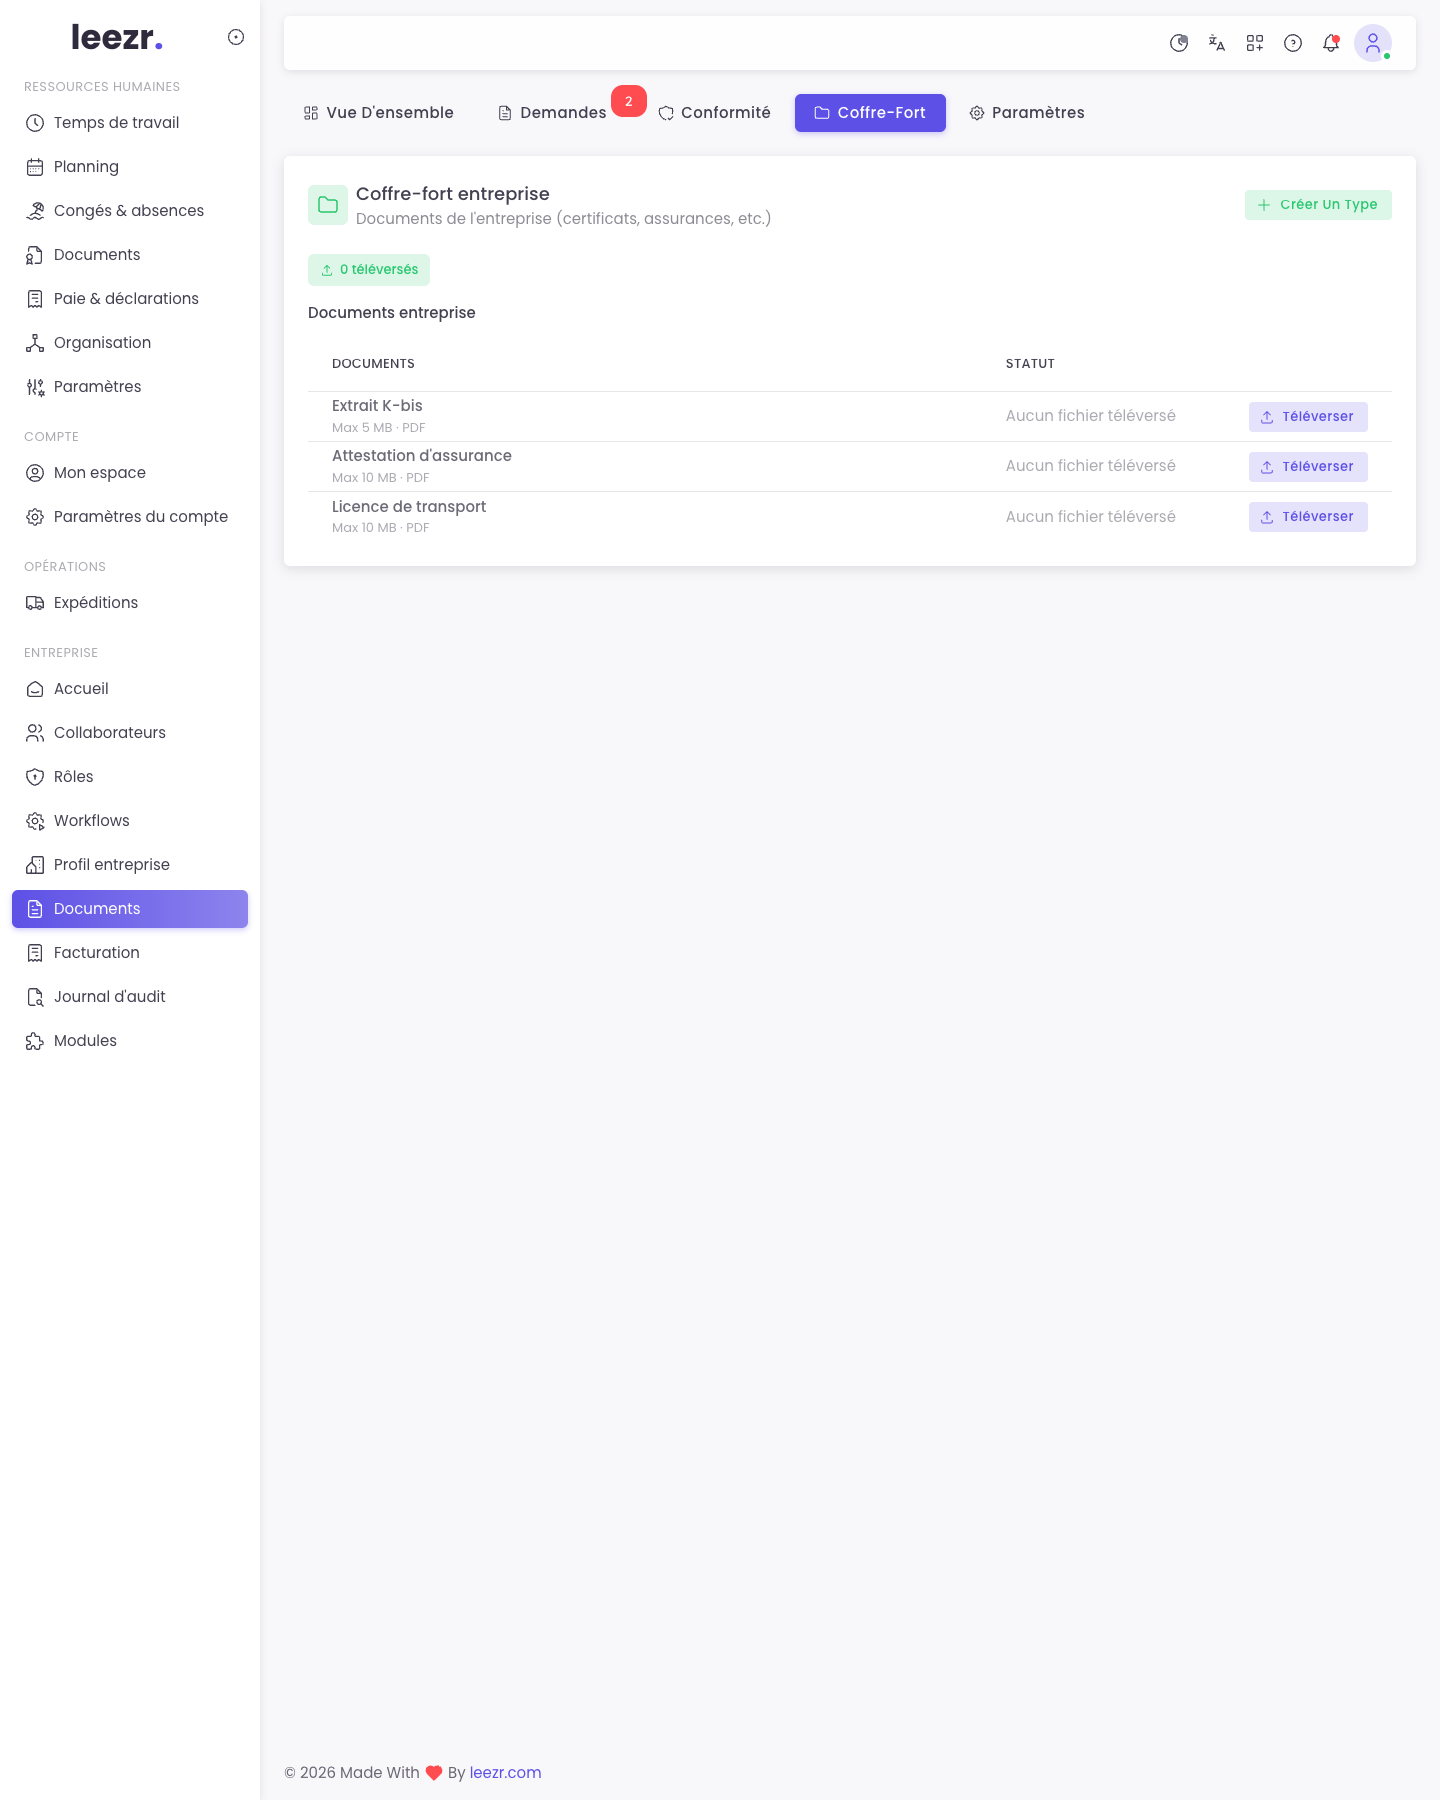 leezr.
RESSOURCES HUMAINES
Temps de travail
Planning
Congés & absences
Documents
Paie & déclarations
Organisation
Paramètres
COMPTE
Mon espace
Paramètres du compte
OPÉRATIONS
Expéditions
ENTREPRISE
Accueil
Collaborateurs
Rôles
Workflows
Profil entreprise
Documents
Facturation
Journal d'audit
Modules
Vue D'ensemble
Demandes
2
Conformité
Coffre-Fort
Paramètres
Coffre-fort entreprise
Documents de l'entreprise (certificats, assurances, etc.)
Créer Un Type
0 téléversés
Documents entreprise
DOCUMENTS STATUT
Extrait K-bis
Max 5 MB · PDF
Aucun fichier téléversé
Téléverser
Attestation d'assurance
Max 10 MB · PDF
Aucun fichier téléversé
Téléverser
Licence de transport
Max 10 MB · PDF
Aucun fichier téléversé
Téléverser
© 2026 Made With ❤ By leezr.com